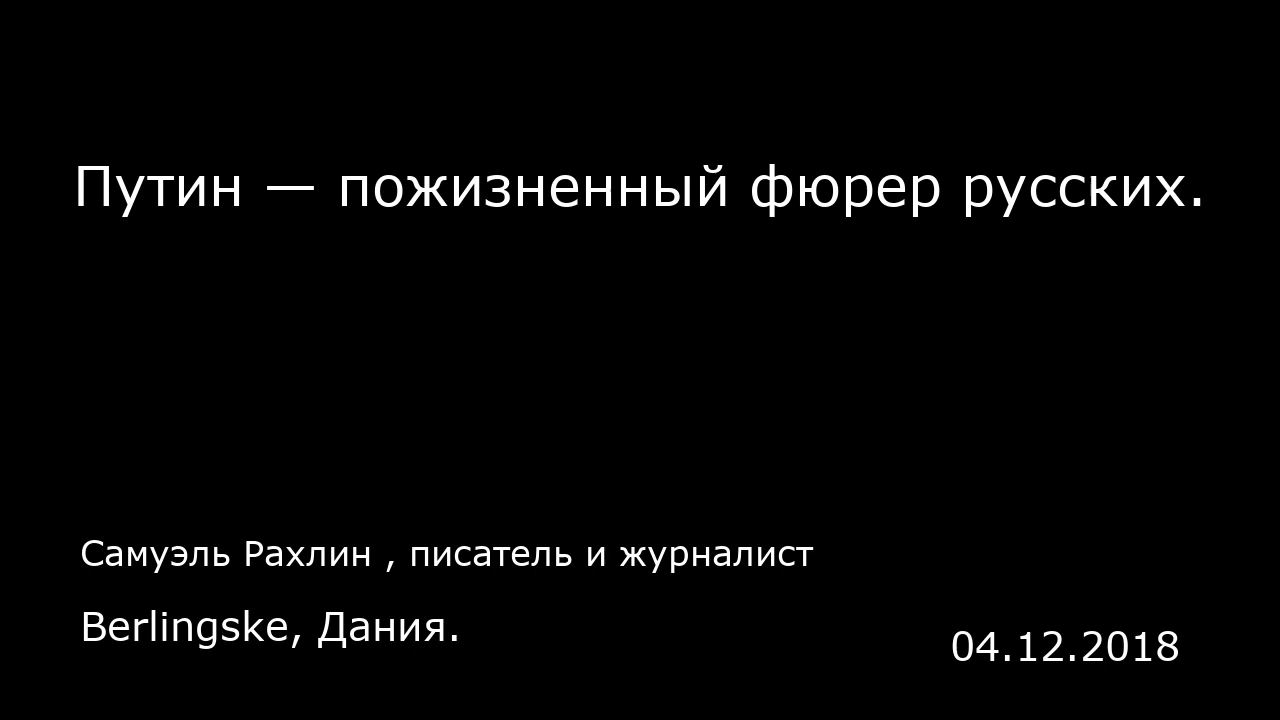 Путин — пожизненный фюрер русских.
Самуэль Рахлин , писатель и журналист
Berlingske, Дания.
04.12.2018